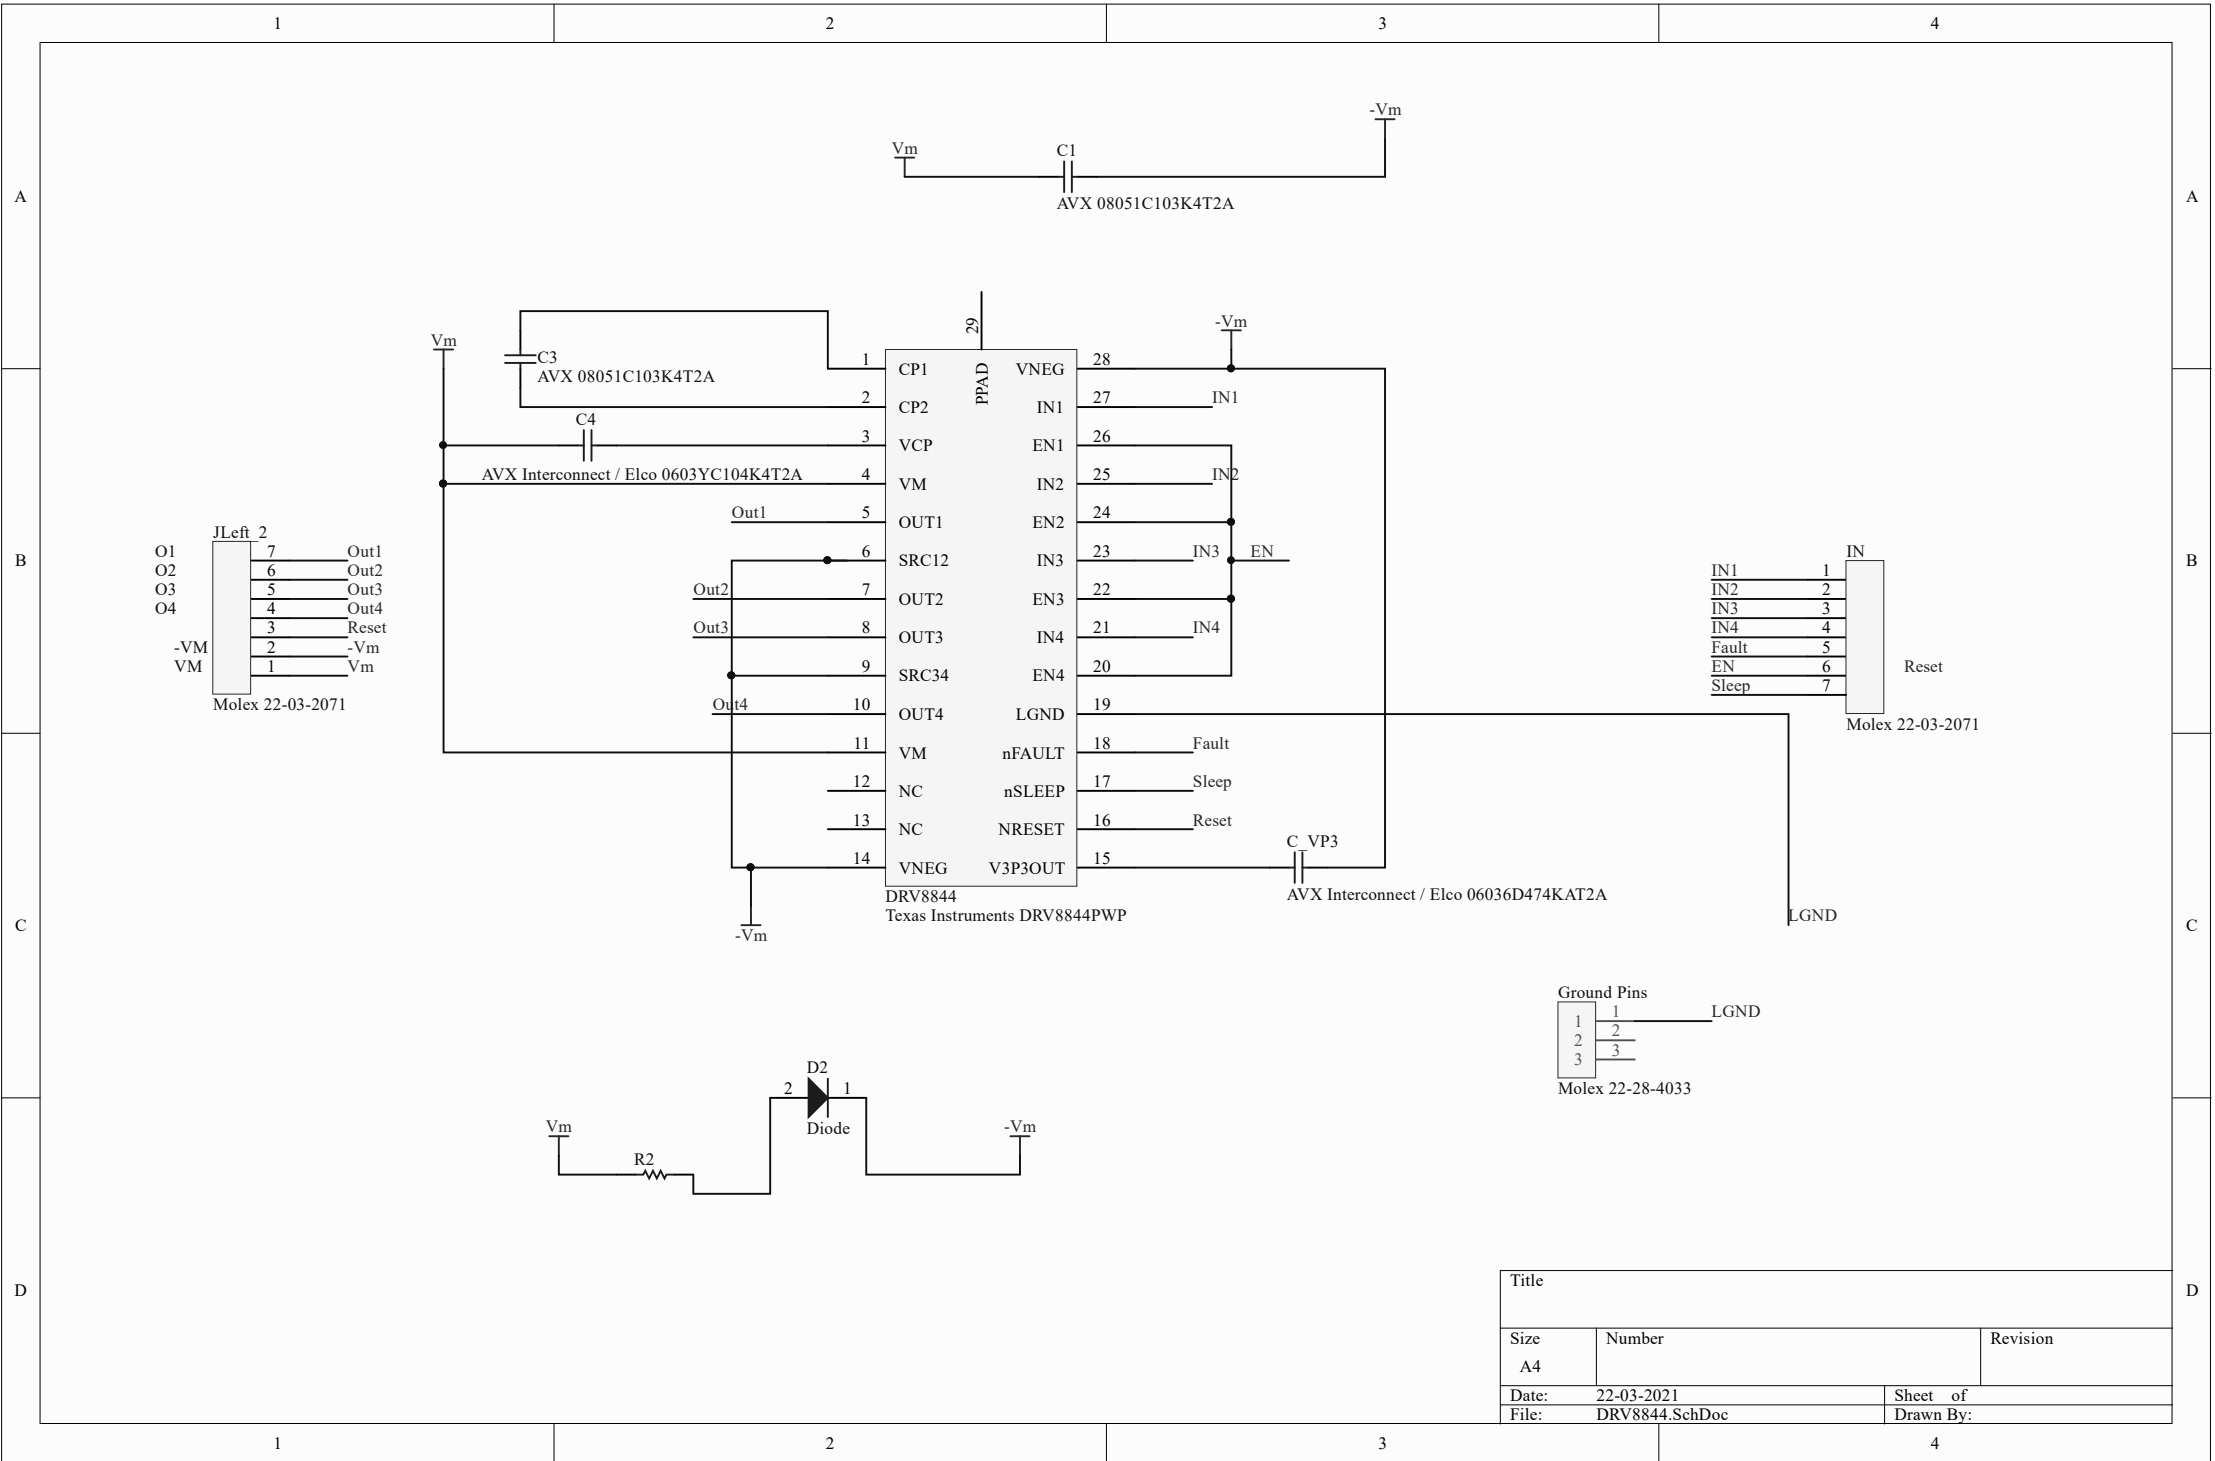 1 2 3 4
A A
B B
C C
D D
1 2 3 4
-Vm
Vm
C1
AVX 08051C103K4T2A
Vm
C3
AVX 08051C103K4T2A
C4
AVX Interconnect / Elco 0603YC104K4T2A
29
PPAD
-Vm
1 CP1 VNEG 28
2 CP2 IN1 27 IN1
3 VCP EN1 26
4 VM IN2 25 IN2
Out1 5 OUT1 EN2 24
6 SRC12 IN3 23 IN3 EN
Out2 7 OUT2 EN3 22
Out3 8 OUT3 IN4 21 IN4
9 SRC34 EN4 20
Out4 10 OUT4 LGND 19
11 VM nFAULT 18 Fault
12 NC nSLEEP 17 Sleep
13 NC NRESET 16 Reset
14 VNEG V3P3OUT 15
DRV8844
Texas Instruments DRV8844PWP
-Vm
C_VP3
AVX Interconnect / Elco 06036D474KAT2A
LGND
JLeft_2
O1 7 Out1
O2 6 Out2
O3 5 Out3
O4 4 Out4
3 Reset
-VM 2 -Vm
VM 1 Vm
Molex 22-03-2071
IN
IN1 1
IN2 2
IN3 3
IN4 4
Fault 5
EN 6 Reset
Sleep 7
Molex 22-03-2071
Ground Pins
1 1 LGND
2 2
3 3
Molex 22-28-4033
D2
2 1
Diode
Vm
R2
-Vm
Title
Size Number Revision
A4
Date: 22-03-2021 Sheet of
File: DRV8844.SchDoc Drawn By: